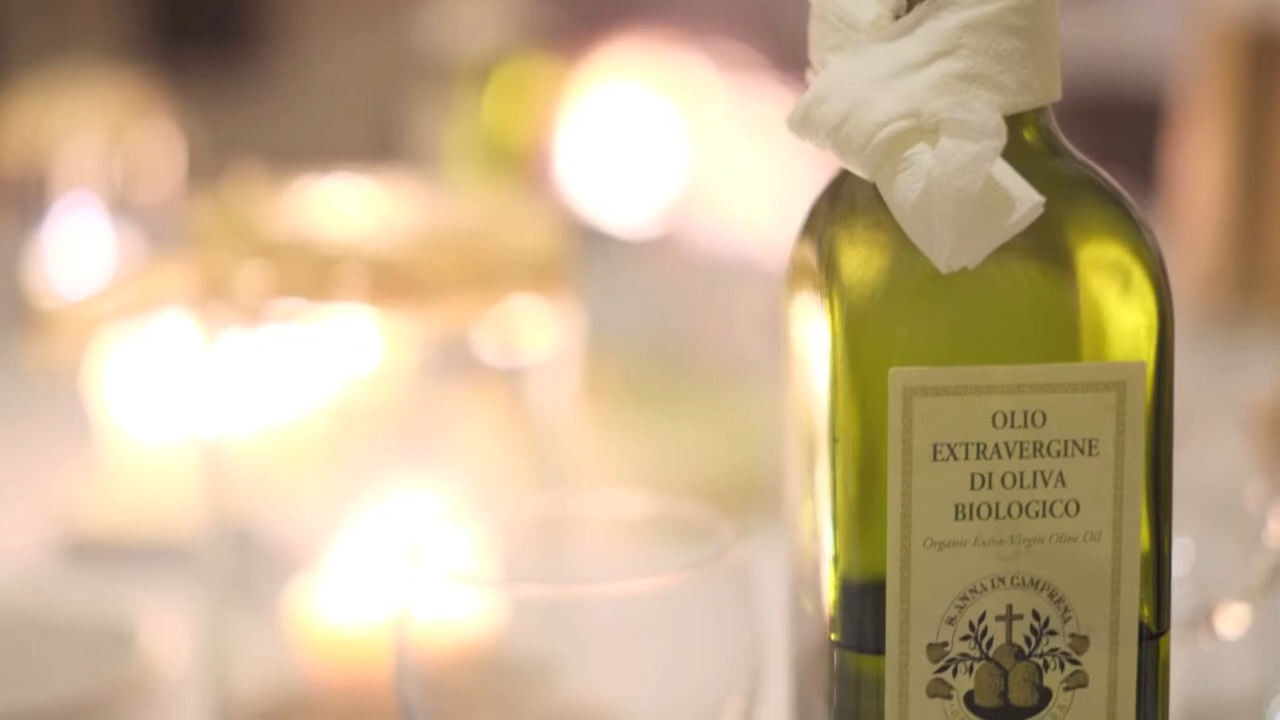 OLIO
EXTRAVERGINE
DI OLIVA
BIOLOGICO
Organic Extra-Virgin Olive Oil
S. ANNA IN CAMPRENA